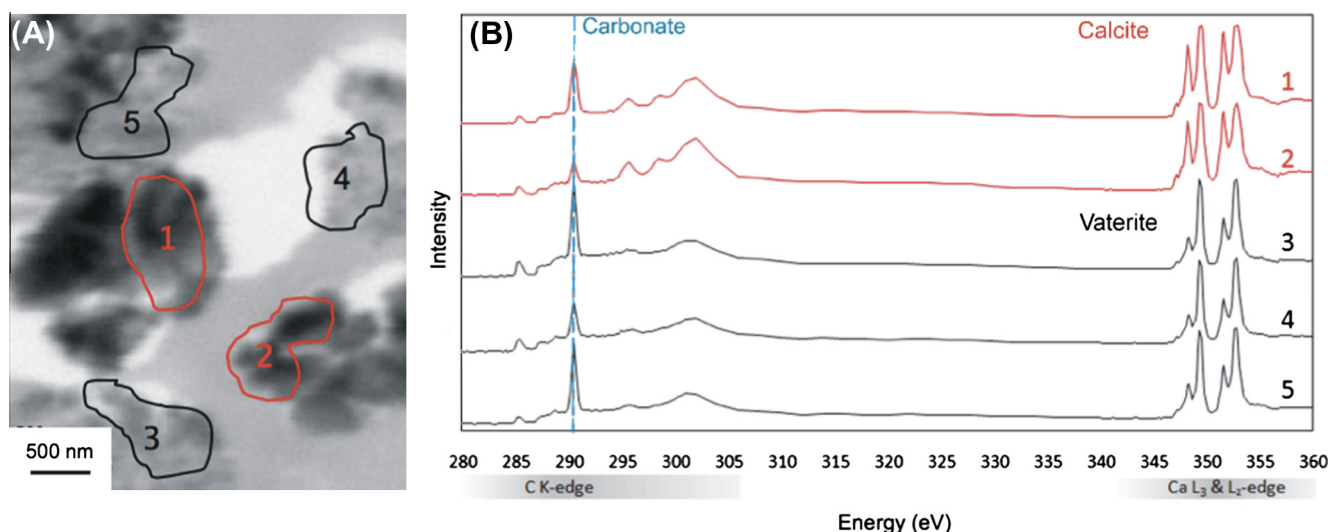 (A)
5
4
1
2
3
500 nm
(B)
Carbonate
Calcite
1
2
Vaterite
3
4
5
Intensity
280 285 290 295 300 305 310 315 320 325 330 335 340 345 350 355 360
C K-edge
Ca L₃ & L₂-edge
Energy (eV)